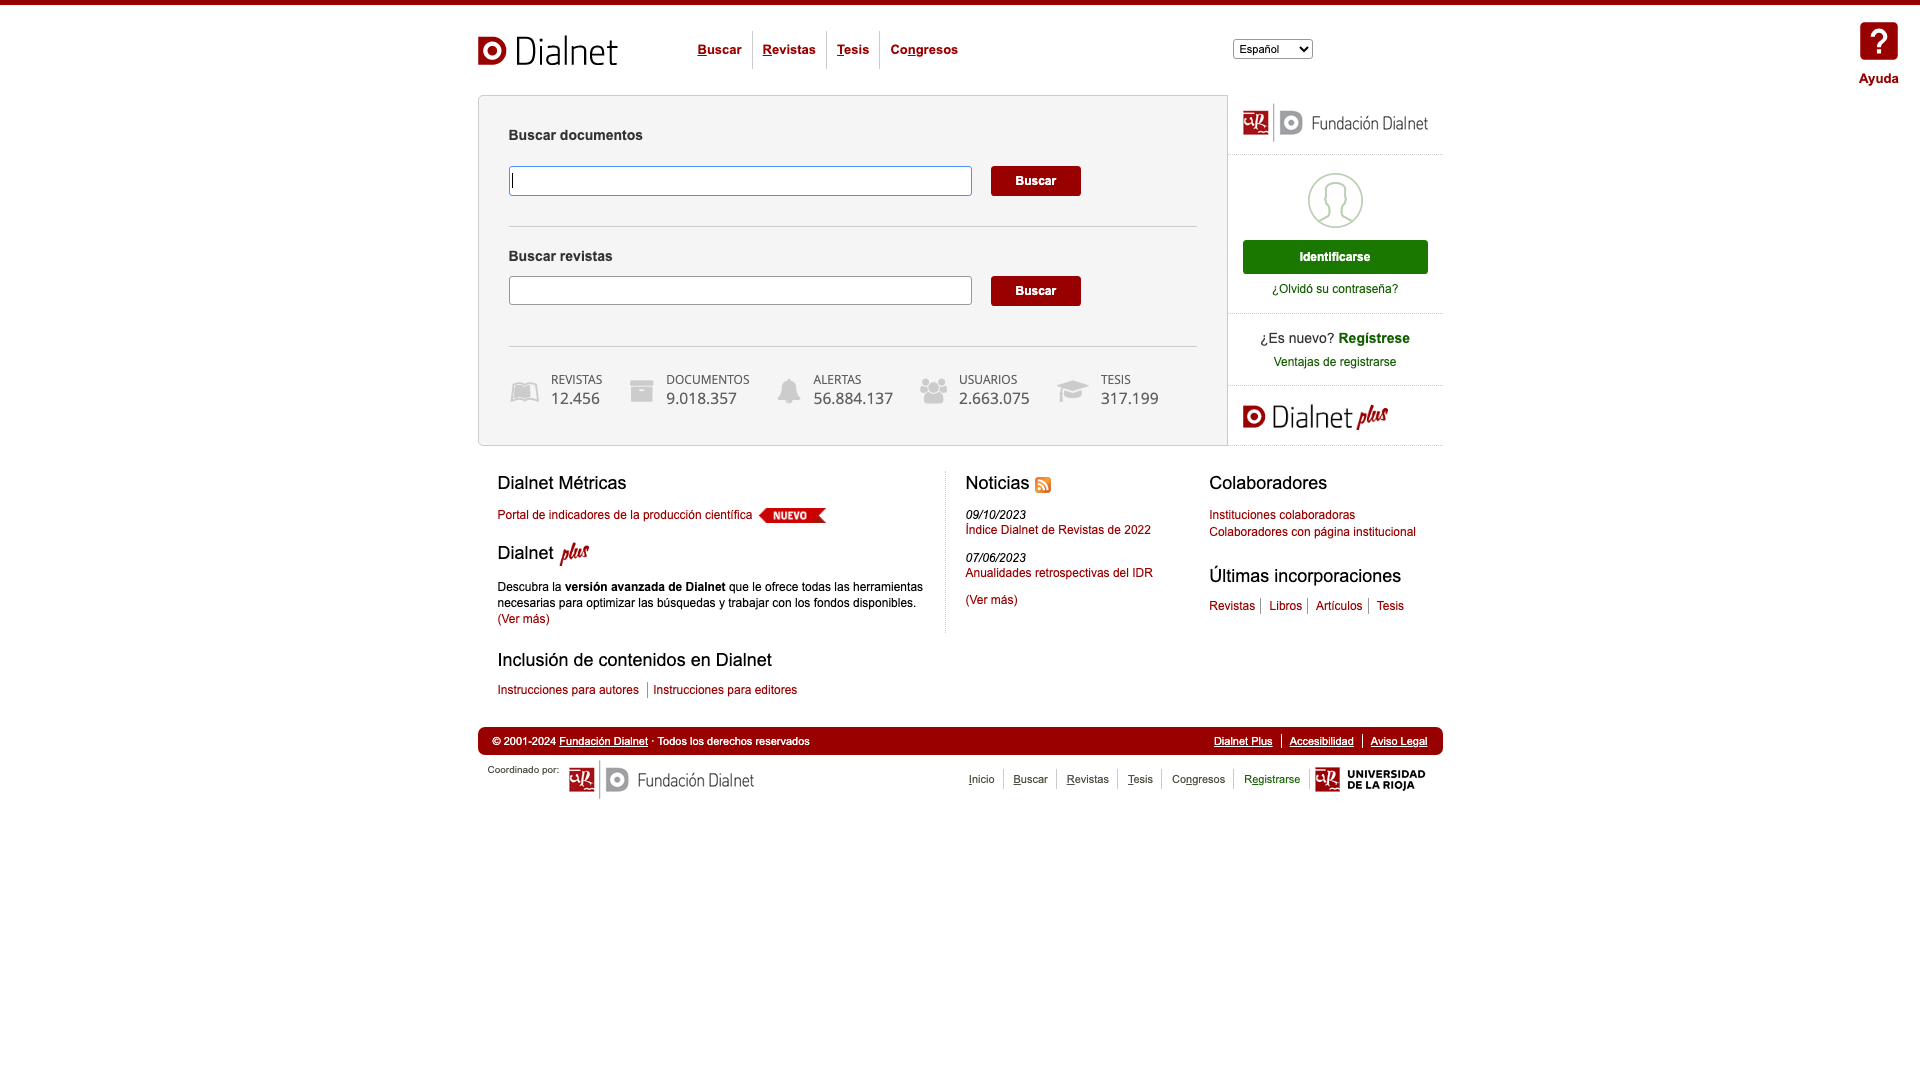 Dialnet
Buscar
Revistas
Tesis
Congresos
Español
?
Ayuda
Buscar documentos
Buscar
Buscar revistas
Buscar
REVISTAS
12.456
DOCUMENTOS
9.018.357
ALERTAS
56.884.137
USUARIOS
2.663.075
TESIS
317.199
UR Fundación Dialnet
Identificarse
¿Olvidó su contraseña?
¿Es nuevo? Regístrese
Ventajas de registrarse
Dialnet plus
Dialnet Métricas
Portal de indicadores de la producción científica NUEVO
Dialnet plus
Descubra la versión avanzada de Dialnet que le ofrece todas las herramientas
necesarias para optimizar las búsquedas y trabajar con los fondos disponibles.
(Ver más)
Noticias
09/10/2023
Índice Dialnet de Revistas de 2022
07/06/2023
Anualidades retrospectivas del IDR
(Ver más)
Colaboradores
Instituciones colaboradoras
Colaboradores con página institucional
Últimas incorporaciones
Revistas Libros Artículos Tesis
Inclusión de contenidos en Dialnet
Instrucciones para autores Instrucciones para editores
© 2001-2024 Fundación Dialnet · Todos los derechos reservados
Dialnet Plus Accesibilidad Aviso Legal
Coordinado por:
UR Fundación Dialnet
Inicio Buscar Revistas Tesis Congresos Registrarse
UR UNIVERSIDAD
DE LA RIOJA